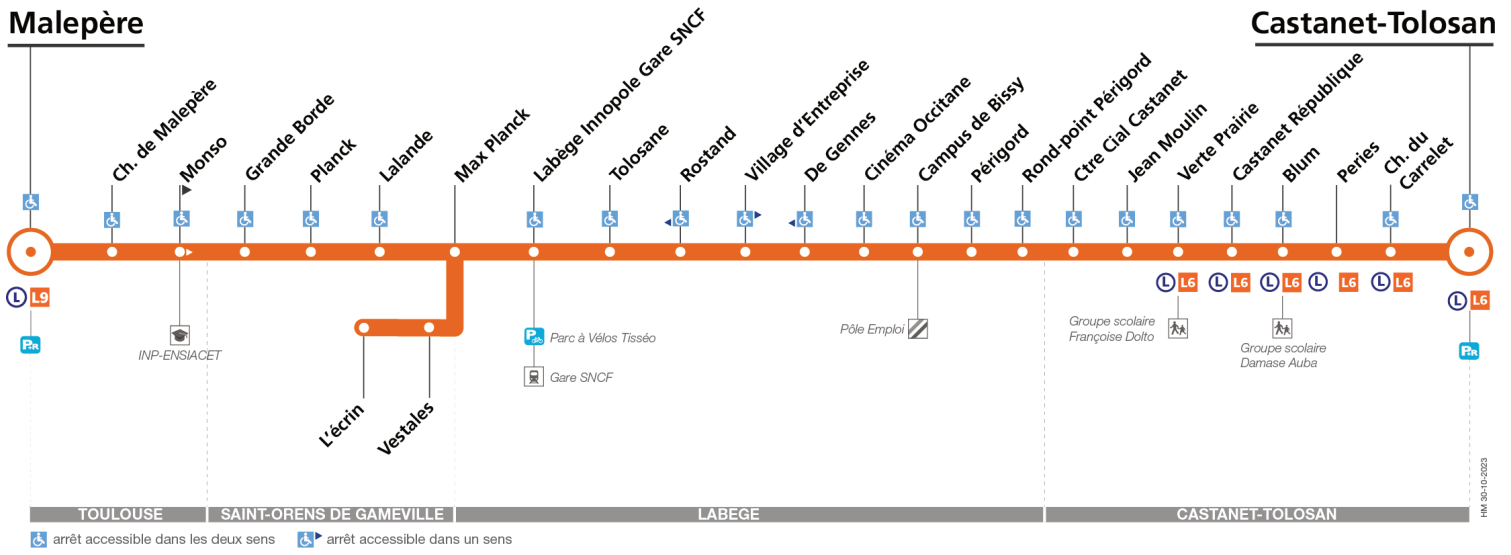 Malepère
Castanet-Tolosan
Ch. de Malepère
Monso
Grande Borde
Planck
Lalande
Max Planck
Labège Innopole Gare SNCF
Tolosane
Rostand
Village d'Entreprise
De Gennes
Cinéma Occitane
Campus de Bissy
Périgord
Rond-point Périgord
Ctre Cial Castanet
Jean Moulin
Verte Prairie
Castanet République
Blum
Peries
Ch. du
Carrelet
L L9
P+R
INP-ENSIACET
L'écrin
Vestales
P
Parc à Vélos Tisséo
Gare SNCF
Pôle Emploi
L L6
L L6
L L6
L L6
L L6
L L6
Groupe scolaire
Françoise Dolto
Groupe scolaire
Damase Auba
P+R
HM 30-10-2023
TOULOUSE
SAINT-ORENS DE GAMEVILLE
LABEGE
CASTANET-TOLOSAN
arrêt accessible dans les deux sens
arrêt accessible dans un sens